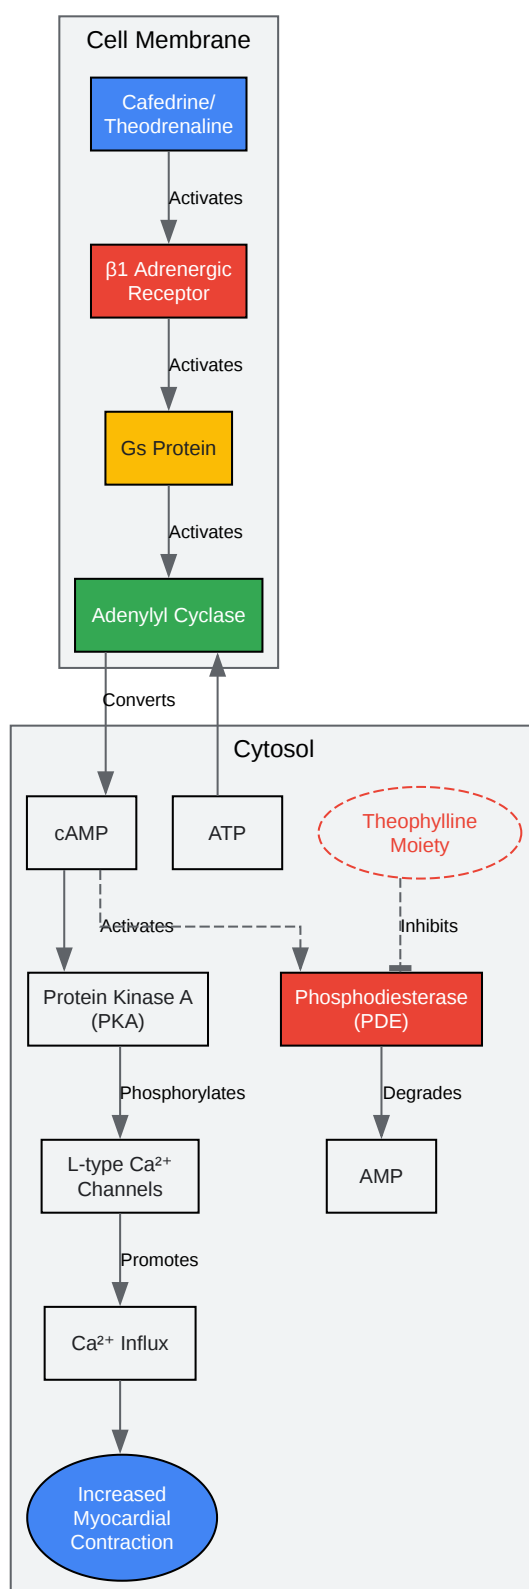 Cell Membrane
Cafedrine/
Theodrenaline
Activates
β1 Adrenergic
Receptor
Activates
Gs Protein
Activates
Adenylyl Cyclase
Converts
Cytosol
cAMP
ATP
Theophylline
Moiety
Activates
Inhibits
Protein Kinase A
(PKA)
Phosphodiesterase
(PDE)
Phosphorylates
Degrades
L-type Ca²⁺
Channels
AMP
Promotes
Ca²⁺ Influx
Increased
Myocardial
Contraction